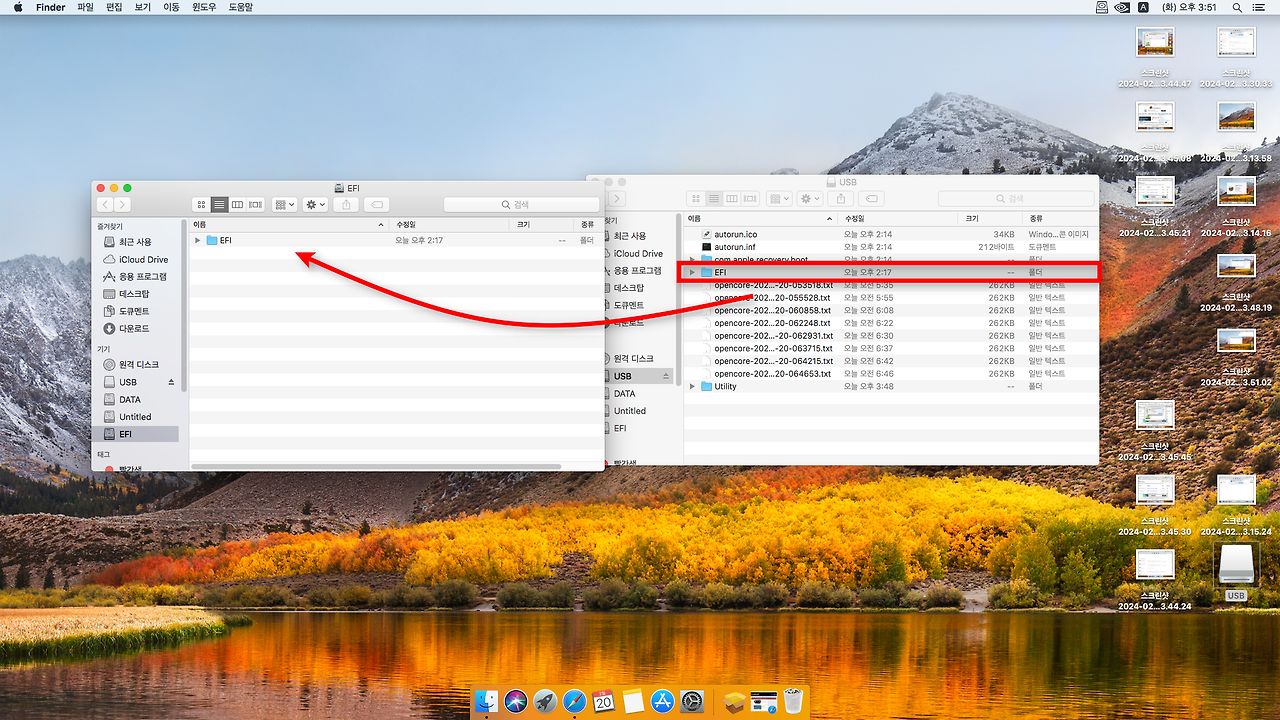 Finder 파일 편집 보기 이동 윈도우 도움말
A (화) 오후 3:51
스크린샷
2024-02...3.44.47
스크린샷
2024-02...3.30.33
스크린샷
2024-02...3.45.08
스크린샷
2024-02...3.13.58
스크린샷
2024-02...3.45.21
스크린샷
2024-02...3.14.16
스크린샷
2024-02...3.48.19
스크린샷
2024-02...3.51.02
스크린샷
2024-02...3.45.45
스크린샷
2024-02...3.45.30
스크린샷
2024-02...3.15.24
스크린샷
2024-02...3.44.24
USB
EFI
즐겨찾기
최근 사용
iCloud Drive
응용 프로그램
데스크탑
도큐멘트
다운로드
기기
원격 디스크
USB
DATA
Untitled
EFI
태그
빨간색
이름 수정일 크기 종류
EFI 오늘 오후 2:17 -- 폴더
USB
검색
최근 사용
iCloud Drive
응용 프로그램
데스크탑
도큐멘트
다운로드
원격 디스크
USB
DATA
Untitled
EFI
빨간색
이름 수정일 크기 종류
autorun.ico 오늘 오후 2:14 34KB Windo...콘 이미지
autorun.inf 오늘 오후 2:14 212바이트 도큐멘트
com.apple.recovery.boot 오늘 오후 2:14 -- 폴더
EFI 오늘 오후 2:17 -- 폴더
opencore-202...-20-053518.txt 오늘 오전 5:35 262KB 일반 텍스트
opencore-202...20-055528.txt 오늘 오전 5:55 262KB 일반 텍스트
opencore-202...20-060858.txt 오늘 오전 6:08 262KB 일반 텍스트
opencore-202...20-062248.txt 오늘 오전 6:22 262KB 일반 텍스트
opencore-202...20-062931.txt 오늘 오전 6:30 262KB 일반 텍스트
opencore-202...20-063715.txt 오늘 오전 6:37 262KB 일반 텍스트
opencore-202...20-064215.txt 오늘 오전 6:42 262KB 일반 텍스트
opencore-202...20-064653.txt 오늘 오전 6:46 262KB 일반 텍스트
Utility 오늘 오후 3:48 -- 폴더
20